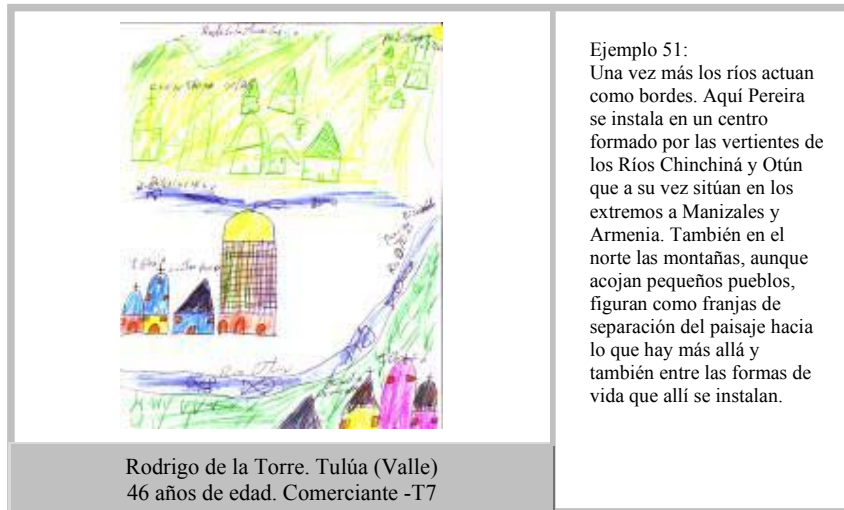 Rio Otún
Rodrigo de la Torre. Tulúa (Valle)
46 años de edad. Comerciante -T7
Ejemplo 51:
Una vez más los ríos actuan
como bordes. Aquí Pereira
se instala en un centro
formado por las vertientes de
los Ríos Chinchiná y Otún
que a su vez sitúan en los
extremos a Manizales y
Armenia. También en el
norte las montañas, aunque
acojan pequeños pueblos,
figuran como franjas de
separación del paisaje hacia
lo que hay más allá y
también entre las formas de
vida que allí se instalan.